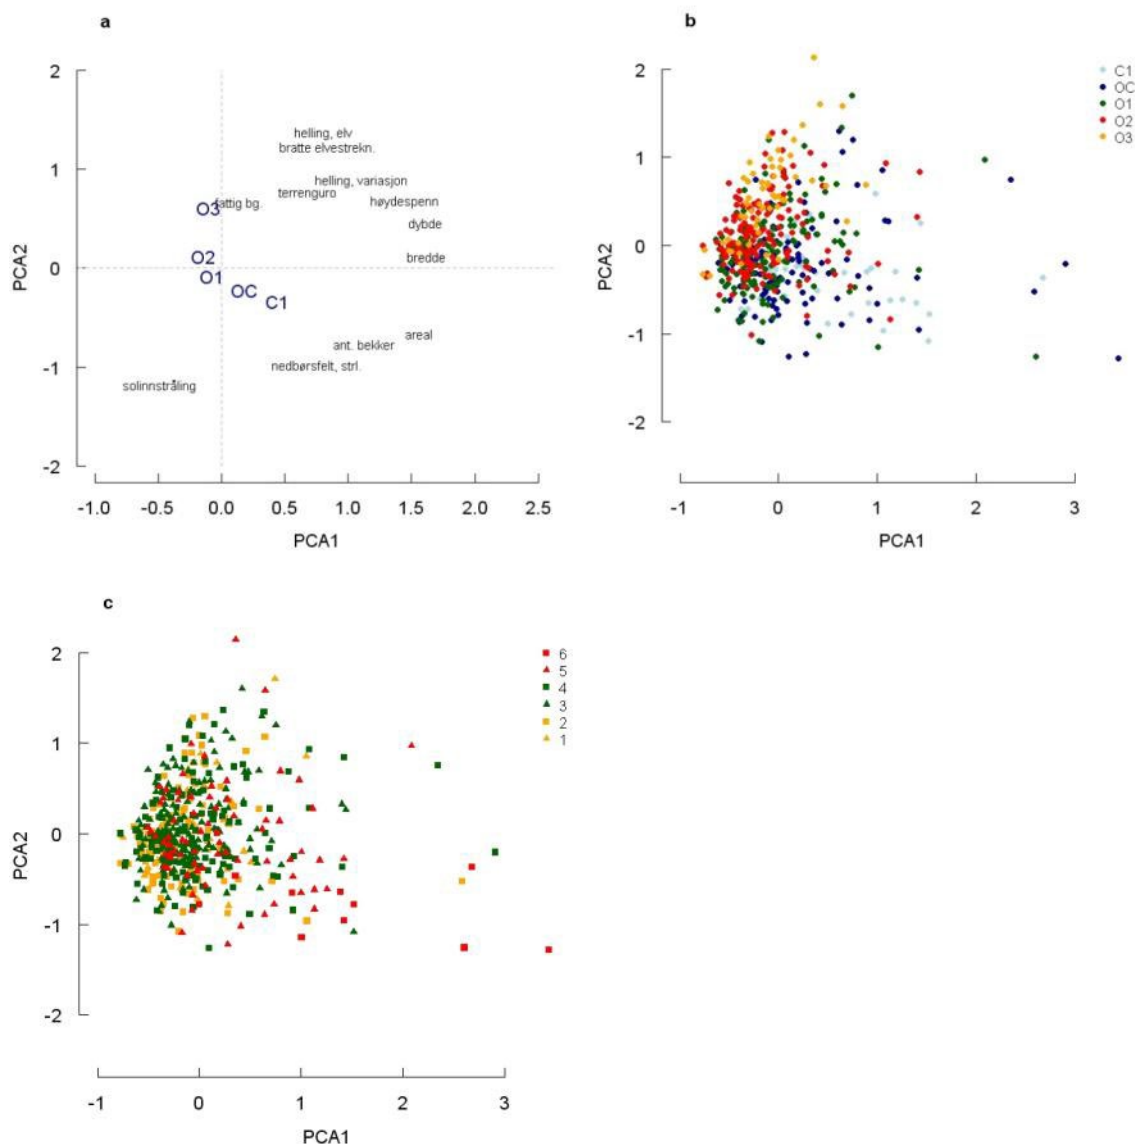 a
2
1
0
-1
-2
PCA2
helling, elv
bratte elvestrekn.
helling, variasjon
terrenguro
høydespenn
fattig bg.
O3
dybde
O2
bredde
O1
OC
C1
areal
ant. bekker
nedbørsfelt, strl.
solinnstråling
-1.0 -0.5 0.0 0.5 1.0 1.5 2.0 2.5
PCA1
b
2
1
0
-1
-2
PCA2
C1
OC
O1
O2
O3
-1 0 1 2 3
PCA1
c
2
1
0
-1
-2
PCA2
6
5
4
3
2
1
-1 0 1 2 3
PCA1